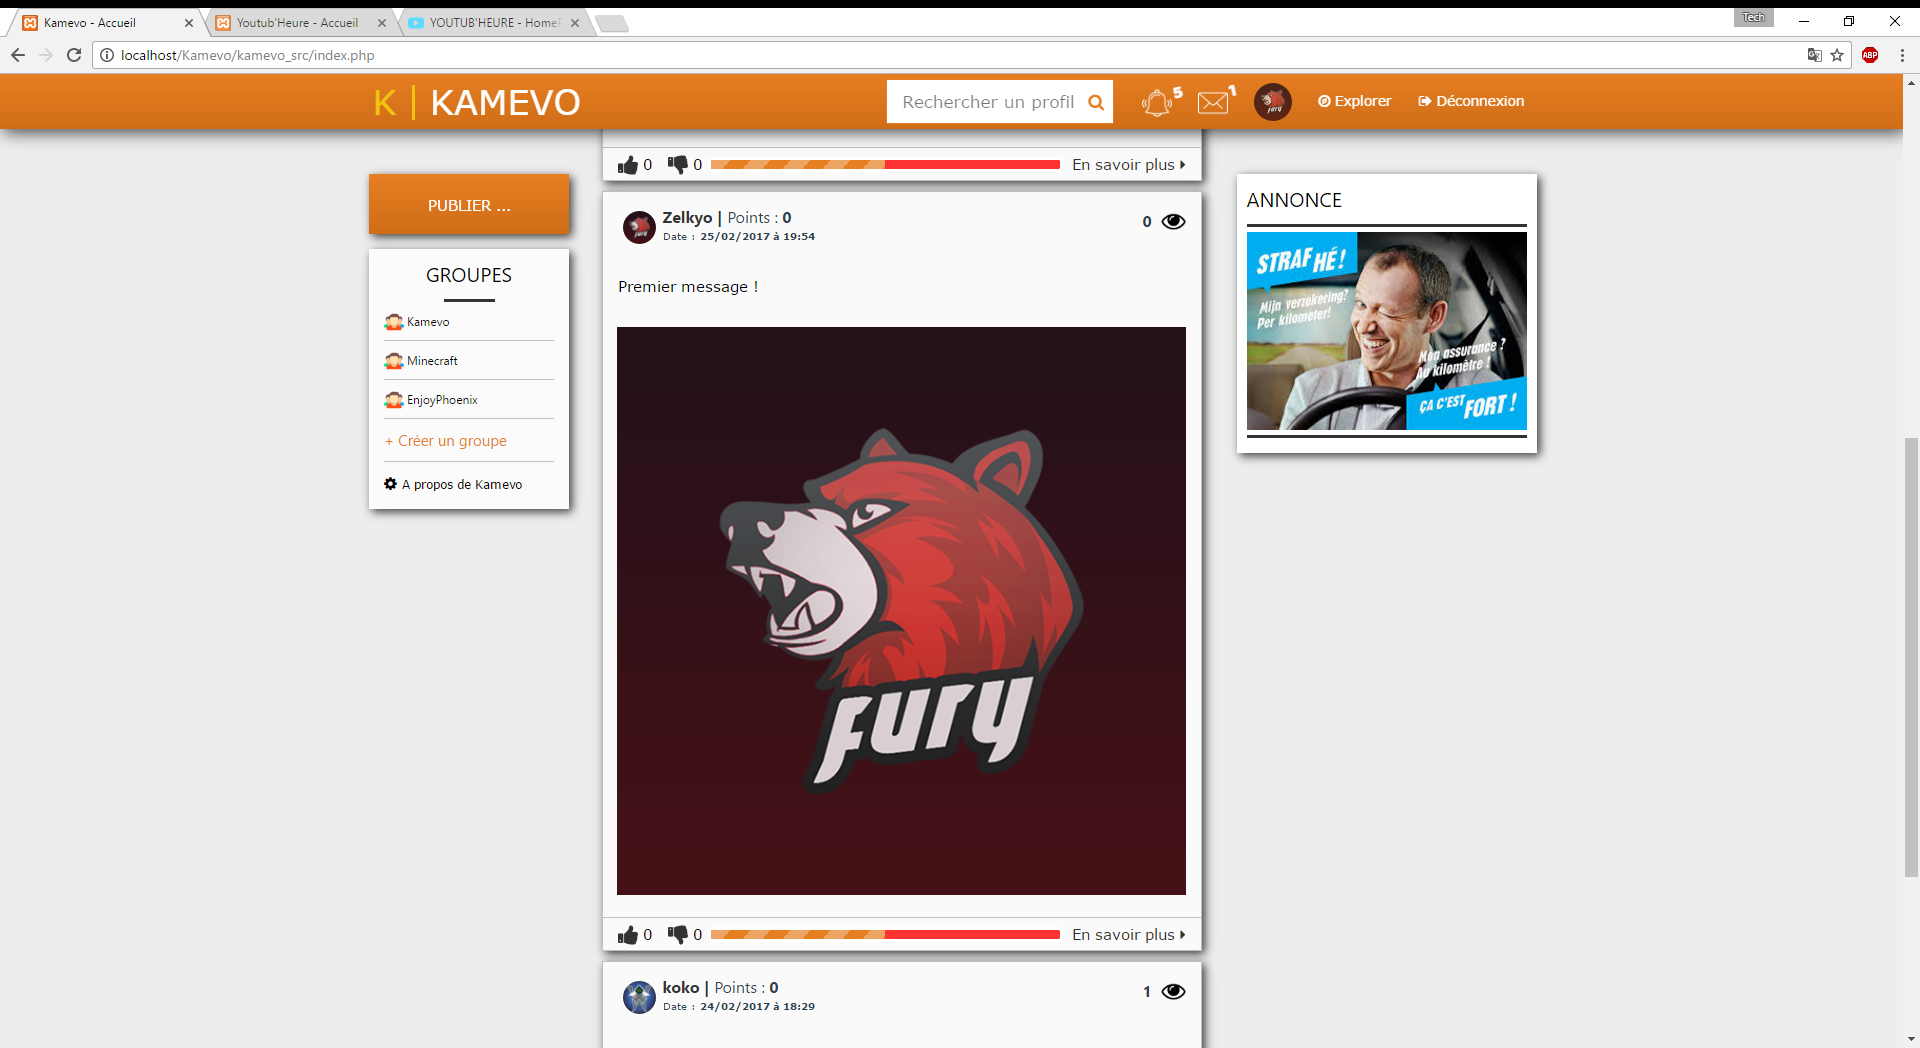 Tech
Kamevo - Accueil
Youtub'Heure - Accueil
YOUTUB'HEURE - Home
localhost/Kamevo/kamevo_src/index.php
ABP
K | KAMEVO
Rechercher un profil
5
1
Explorer
Déconnexion
0
0
En savoir plus
PUBLIER ...
GROUPES
Kamevo
Minecraft
EnjoyPhoenix
+ Créer un groupe
A propos de Kamevo
Zelkyo | Points : 0
Date : 25/02/2017 à 19:54
0
Premier message !
fury
0
0
En savoir plus
koko | Points : 0
Date : 24/02/2017 à 18:29
1
ANNONCE
STRAF HÉ !
Mijn verzekering?
Per kilometer!
Mon assurance ?
Au kilomètre !
ÇA C'EST FORT !